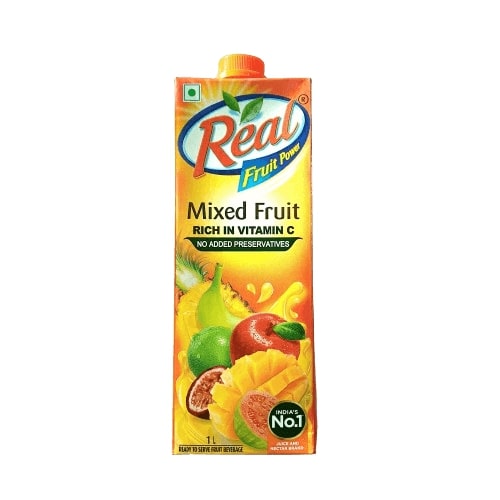 Real®
Fruit Power
Mixed Fruit
RICH IN VITAMIN C
NO ADDED PRESERVATIVES
INDIA'S
No.1
JUICE AND
NECTAR BRAND
1 L
READY TO SERVE FRUIT BEVERAGE